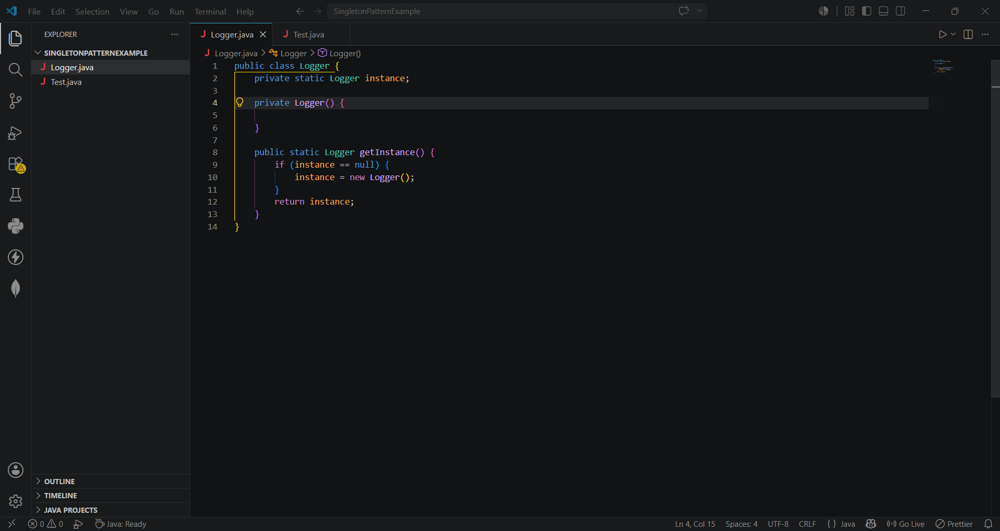 File Edit Selection View Go Run Terminal Help
SingletonPatternExample
EXPLORER
SINGLETONPATTERNEXAMPLE
J Logger.java
J Test.java
OUTLINE
TIMELINE
JAVA PROJECTS
J Logger.java
J Test.java
J Logger.java > Logger > Logger()
1 public class Logger {
2 private static Logger instance;
3
4 private Logger() {
5
6 }
7
8 public static Logger getInstance() {
9 if (instance == null) {
10 instance = new Logger();
11 }
12 return instance;
13 }
14 }
0 0 Java: Ready
Ln 4, Col 15 Spaces: 4 UTF-8 CRLF { } Java Go Live Prettier